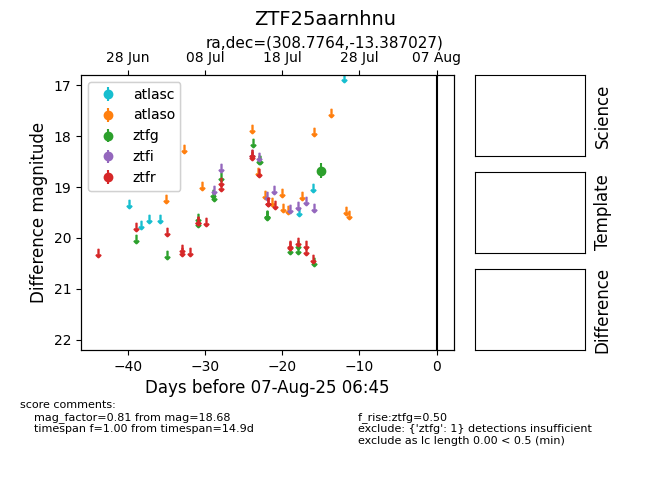 ZTF25aarnhnu
ra,dec=(308.7764,-13.387027)
28 Jun 08 Jul 18 Jul 28 Jul 07 Aug
atlasc
atlaso
ztfg
ztfi
ztfr
17
18
19
20
21
22
Difference magnitude
−40 −30 −20 −10 0
Days before 07-Aug-25 06:45
Science
Template
Difference
score comments:
mag_factor=0.81 from mag=18.68
timespan f=1.00 from timespan=14.9d
f_rise:ztfg=0.50
exclude: {'ztfg': 1} detections insufficient
exclude as lc length 0.00 < 0.5 (min)